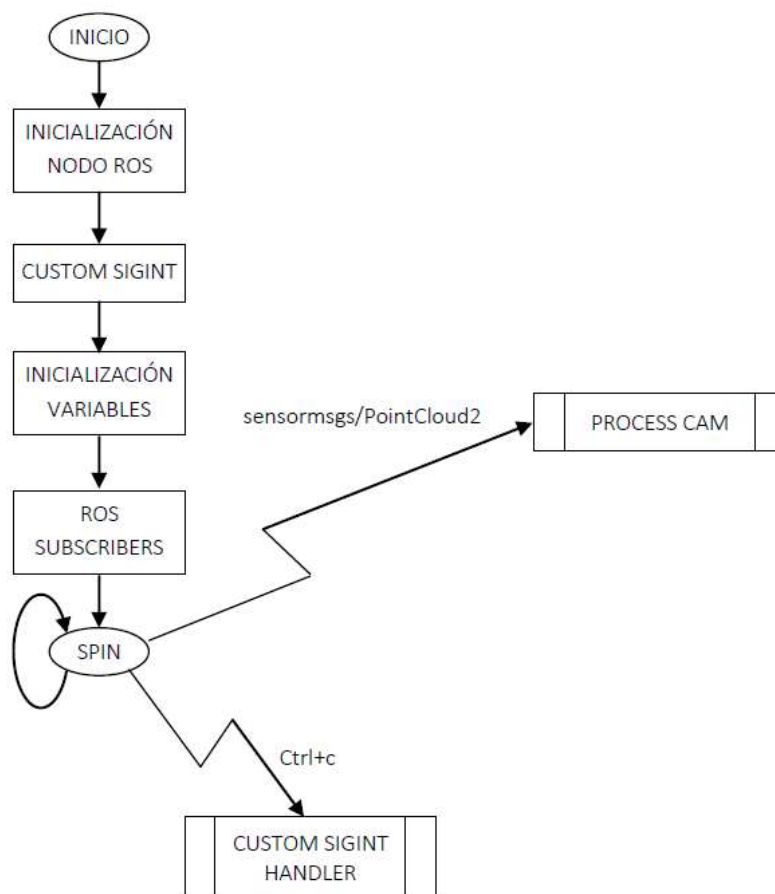 INICIO
INICIALIZACIÓN
NODO ROS
CUSTOM SIGINT
INICIALIZACIÓN
VARIABLES
sensormsgs/PointCloud2
PROCESS CAM
ROS
SUBSCRIBERS
SPIN
Ctrl+c
CUSTOM SIGINT
HANDLER